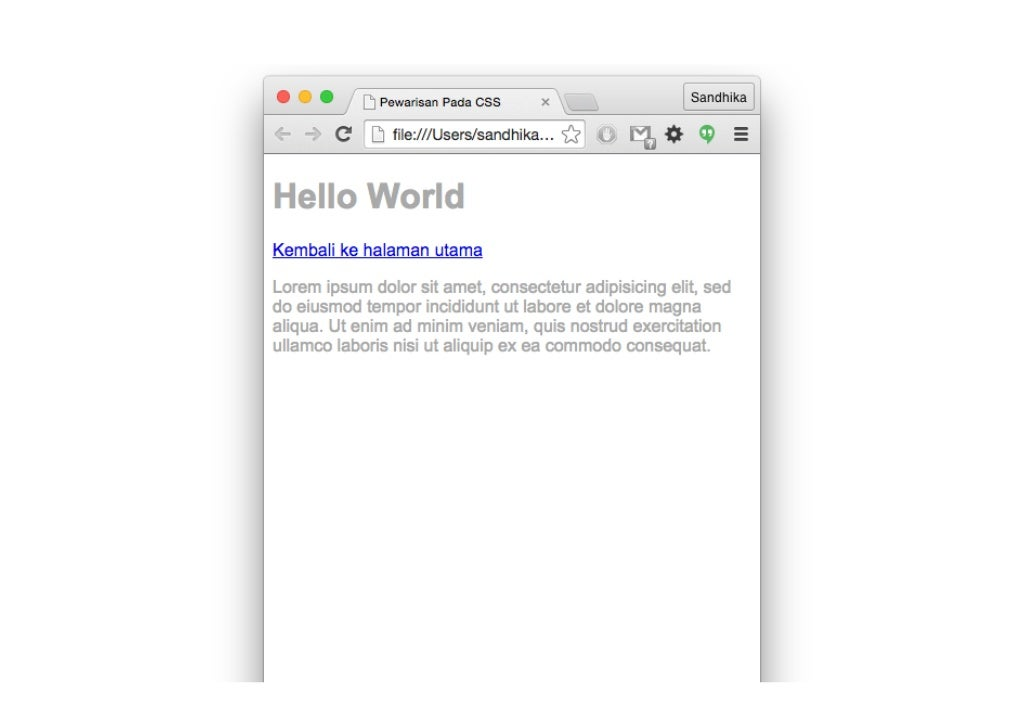 Pewarisan Pada CSS
Sandhika
file:///Users/sandhika...
Hello World
Kembali ke halaman utama
Lorem ipsum dolor sit amet, consectetur adipisicing elit, sed
do eiusmod tempor incididunt ut labore et dolore magna
aliqua. Ut enim ad minim veniam, quis nostrud exercitation
ullamco laboris nisi ut aliquip ex ea commodo consequat.